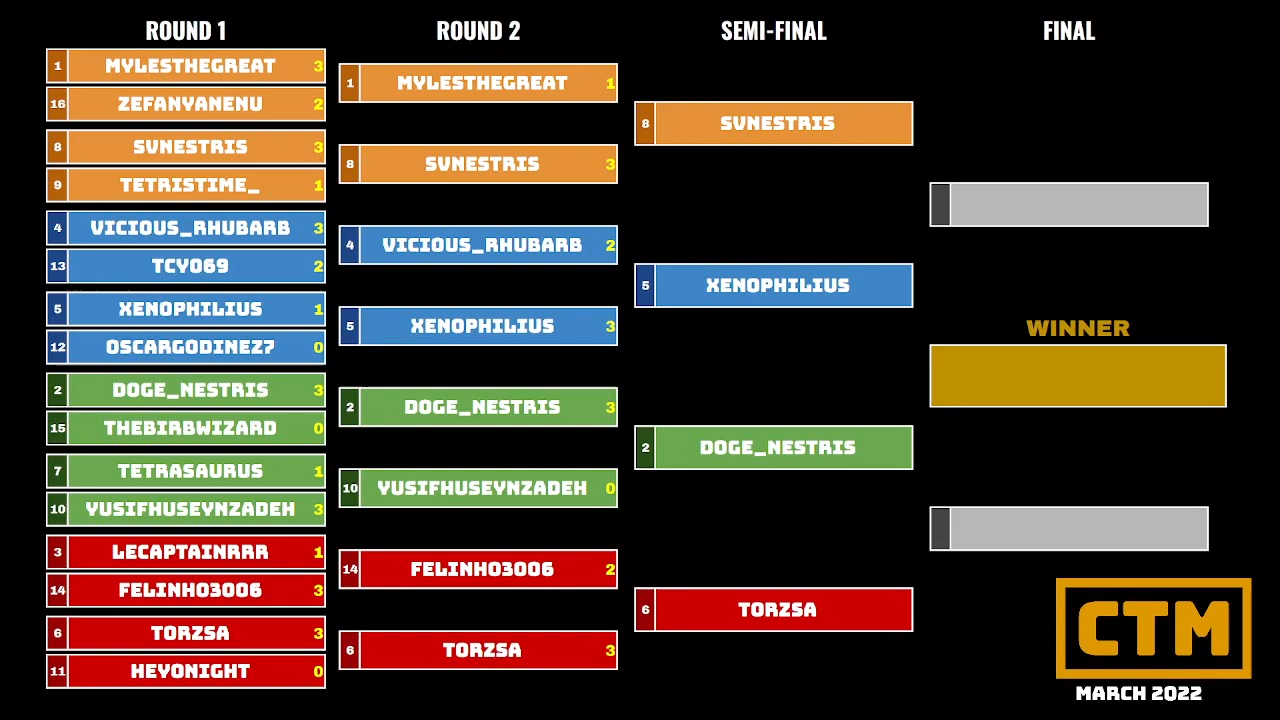 ROUND 1
ROUND 2
SEMI-FINAL
FINAL
1 MYLESTHEGREAT 3
16 ZEFANYANENU 2
8 SVNESTRIS 3
9 TETRISTIME_ 1
4 VICIOUS_RHUBARB 3
13 TCY069 2
5 XENOPHILIUS 1
12 OSCARGODINEZ7 0
2 DOGE_NESTRIS 3
15 THEBIRBWIZARD 0
7 TETRASAURUS 1
10 YUSIFHUSEYNZADEH 3
3 LECAPTAINRRR 1
14 FELINHO3006 3
6 TORZSA 3
11 HEYONIGHT 0
1 MYLESTHEGREAT 1
8 SVNESTRIS 3
4 VICIOUS_RHUBARB 2
5 XENOPHILIUS 3
2 DOGE_NESTRIS 3
10 YUSIFHUSEYNZADEH 0
14 FELINHO3006 2
6 TORZSA 3
8 SVNESTRIS
5 XENOPHILIUS
2 DOGE_NESTRIS
6 TORZSA
WINNER
CTM
MARCH 2022